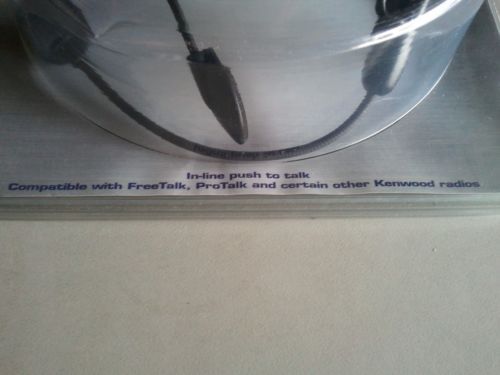 In-line push to talk
Compatible with FreeTalk, ProTalk and certain other Kenwood radios